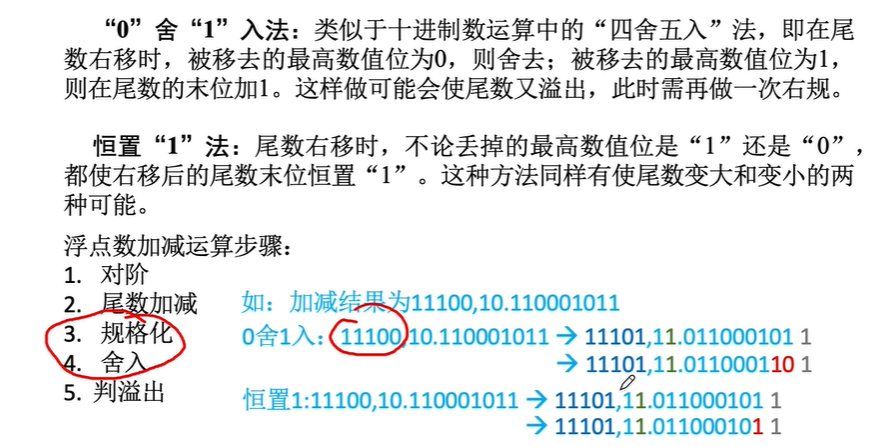 “0”舍“1”入法：类似于十进制数运算中的“四舍五入”法，即在尾
数右移时，被移去的最高数值位为0，则舍去；被移去的最高数值位为1，
则在尾数的末位加1。这样做可能会使尾数又溢出，此时需再做一次右规。
恒置“1”法：尾数右移时，不论丢掉的最高数值位是“1”还是“0”，
都使右移后的尾数末位恒置“1”。这种方法同样有使尾数变大和变小的两
种可能。
浮点数加减运算步骤：
1. 对阶
2. 尾数加减
3. 规格化
4. 舍入
5. 判溢出
如：加减结果为11100,10.110001011
0舍1入：11100,10.110001011 → 11101,11.011000101 1
→ 11101,11.011000110 1
恒置1:11100,10.110001011 → 11101,11.011000101 1
→ 11101,11.011000101 1